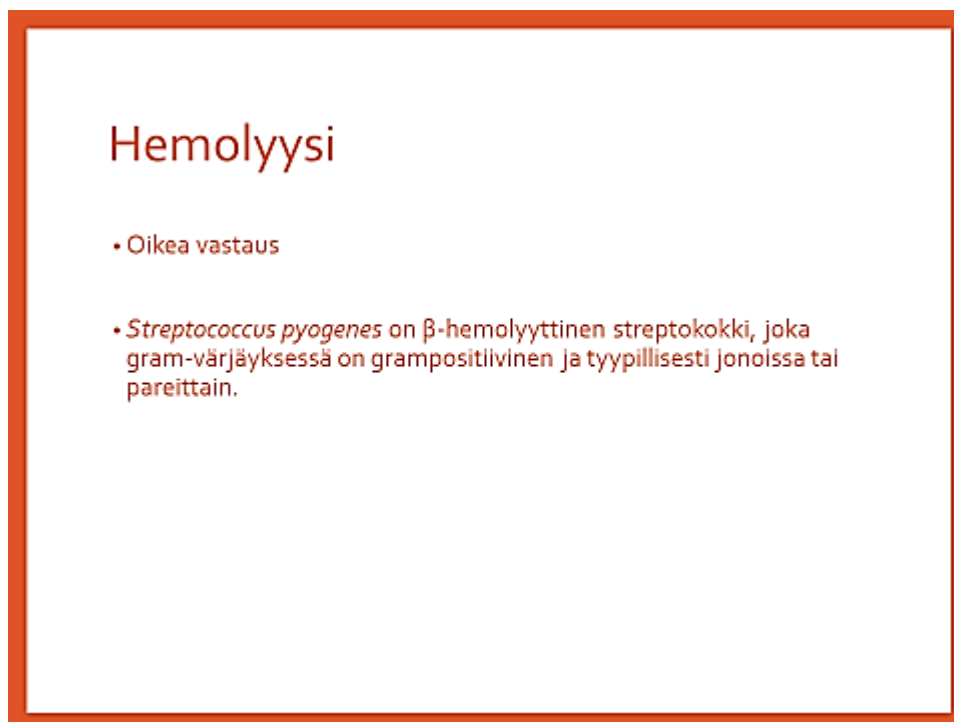 Hemolyysi
• Oikea vastaus
• Streptococcus pyogenes on β-hemolyyttinen streptokokki, joka
gram-värjäyksessä on grampositiivinen ja tyypillisesti jonoissa tai
pareittain.